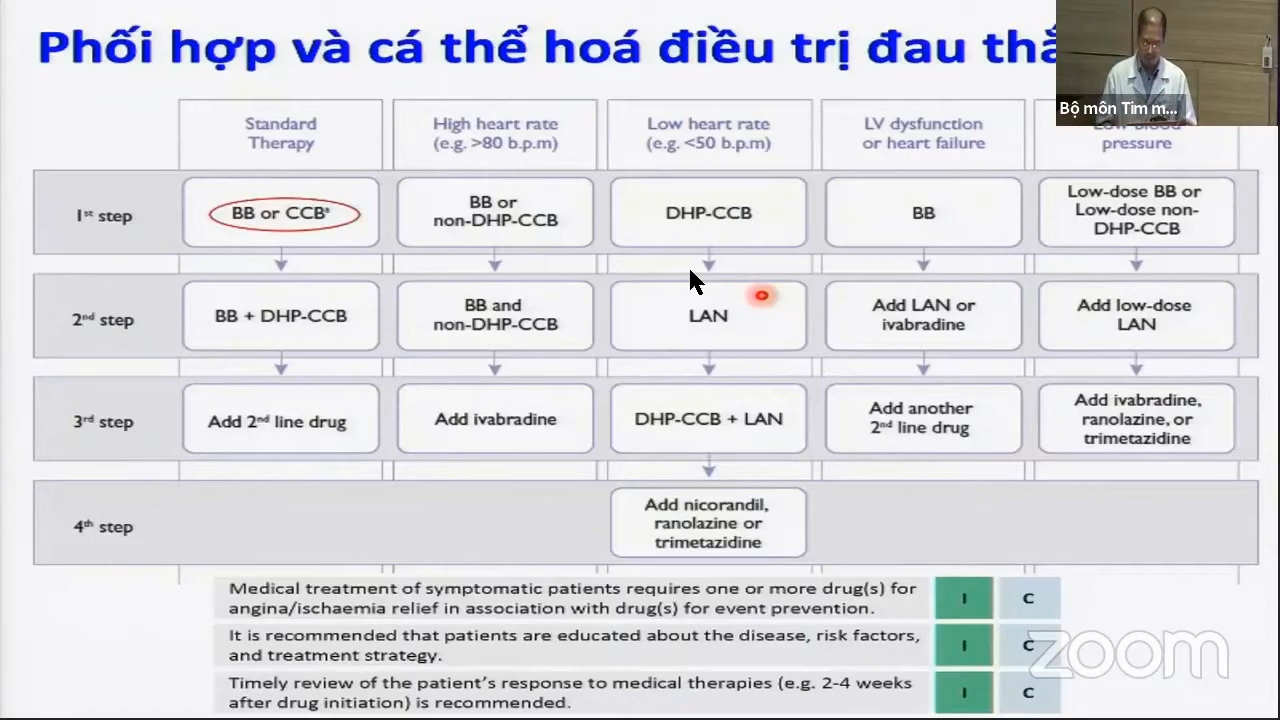 Phối hợp và cá thể hoá điều trị đau
Bộ môn Tim m...
Standard
Therapy
High heart rate
(e.g. >80 b.p.m)
Low heart rate
(e.g. <50 b.p.m)
LV dysfunction
or heart failure
Low blood
pressure
1st step
BB or CCBª
BB or
non-DHP-CCB
DHP-CCB
BB
Low-dose BB or
Low-dose non-
DHP-CCB
2nd step
BB + DHP-CCB
BB and
non-DHP-CCB
LAN
Add LAN or
ivabradine
Add low-dose
LAN
3rd step
Add 2nd line drug
Add ivabradine
DHP-CCB + LAN
Add another
2nd line drug
Add ivabradine,
ranolazine, or
trimetazidine
4th step
Add nicorandil,
ranolazine or
trimetazidine
Medical treatment of symptomatic patients requires one or more drug(s) for
angina/ischaemia relief in association with drug(s) for event prevention.
I C
It is recommended that patients are educated about the disease, risk factors,
and treatment strategy.
I C
Timely review of the patient's response to medical therapies (e.g. 2-4 weeks
after drug initiation) is recommended.
I C
zoom